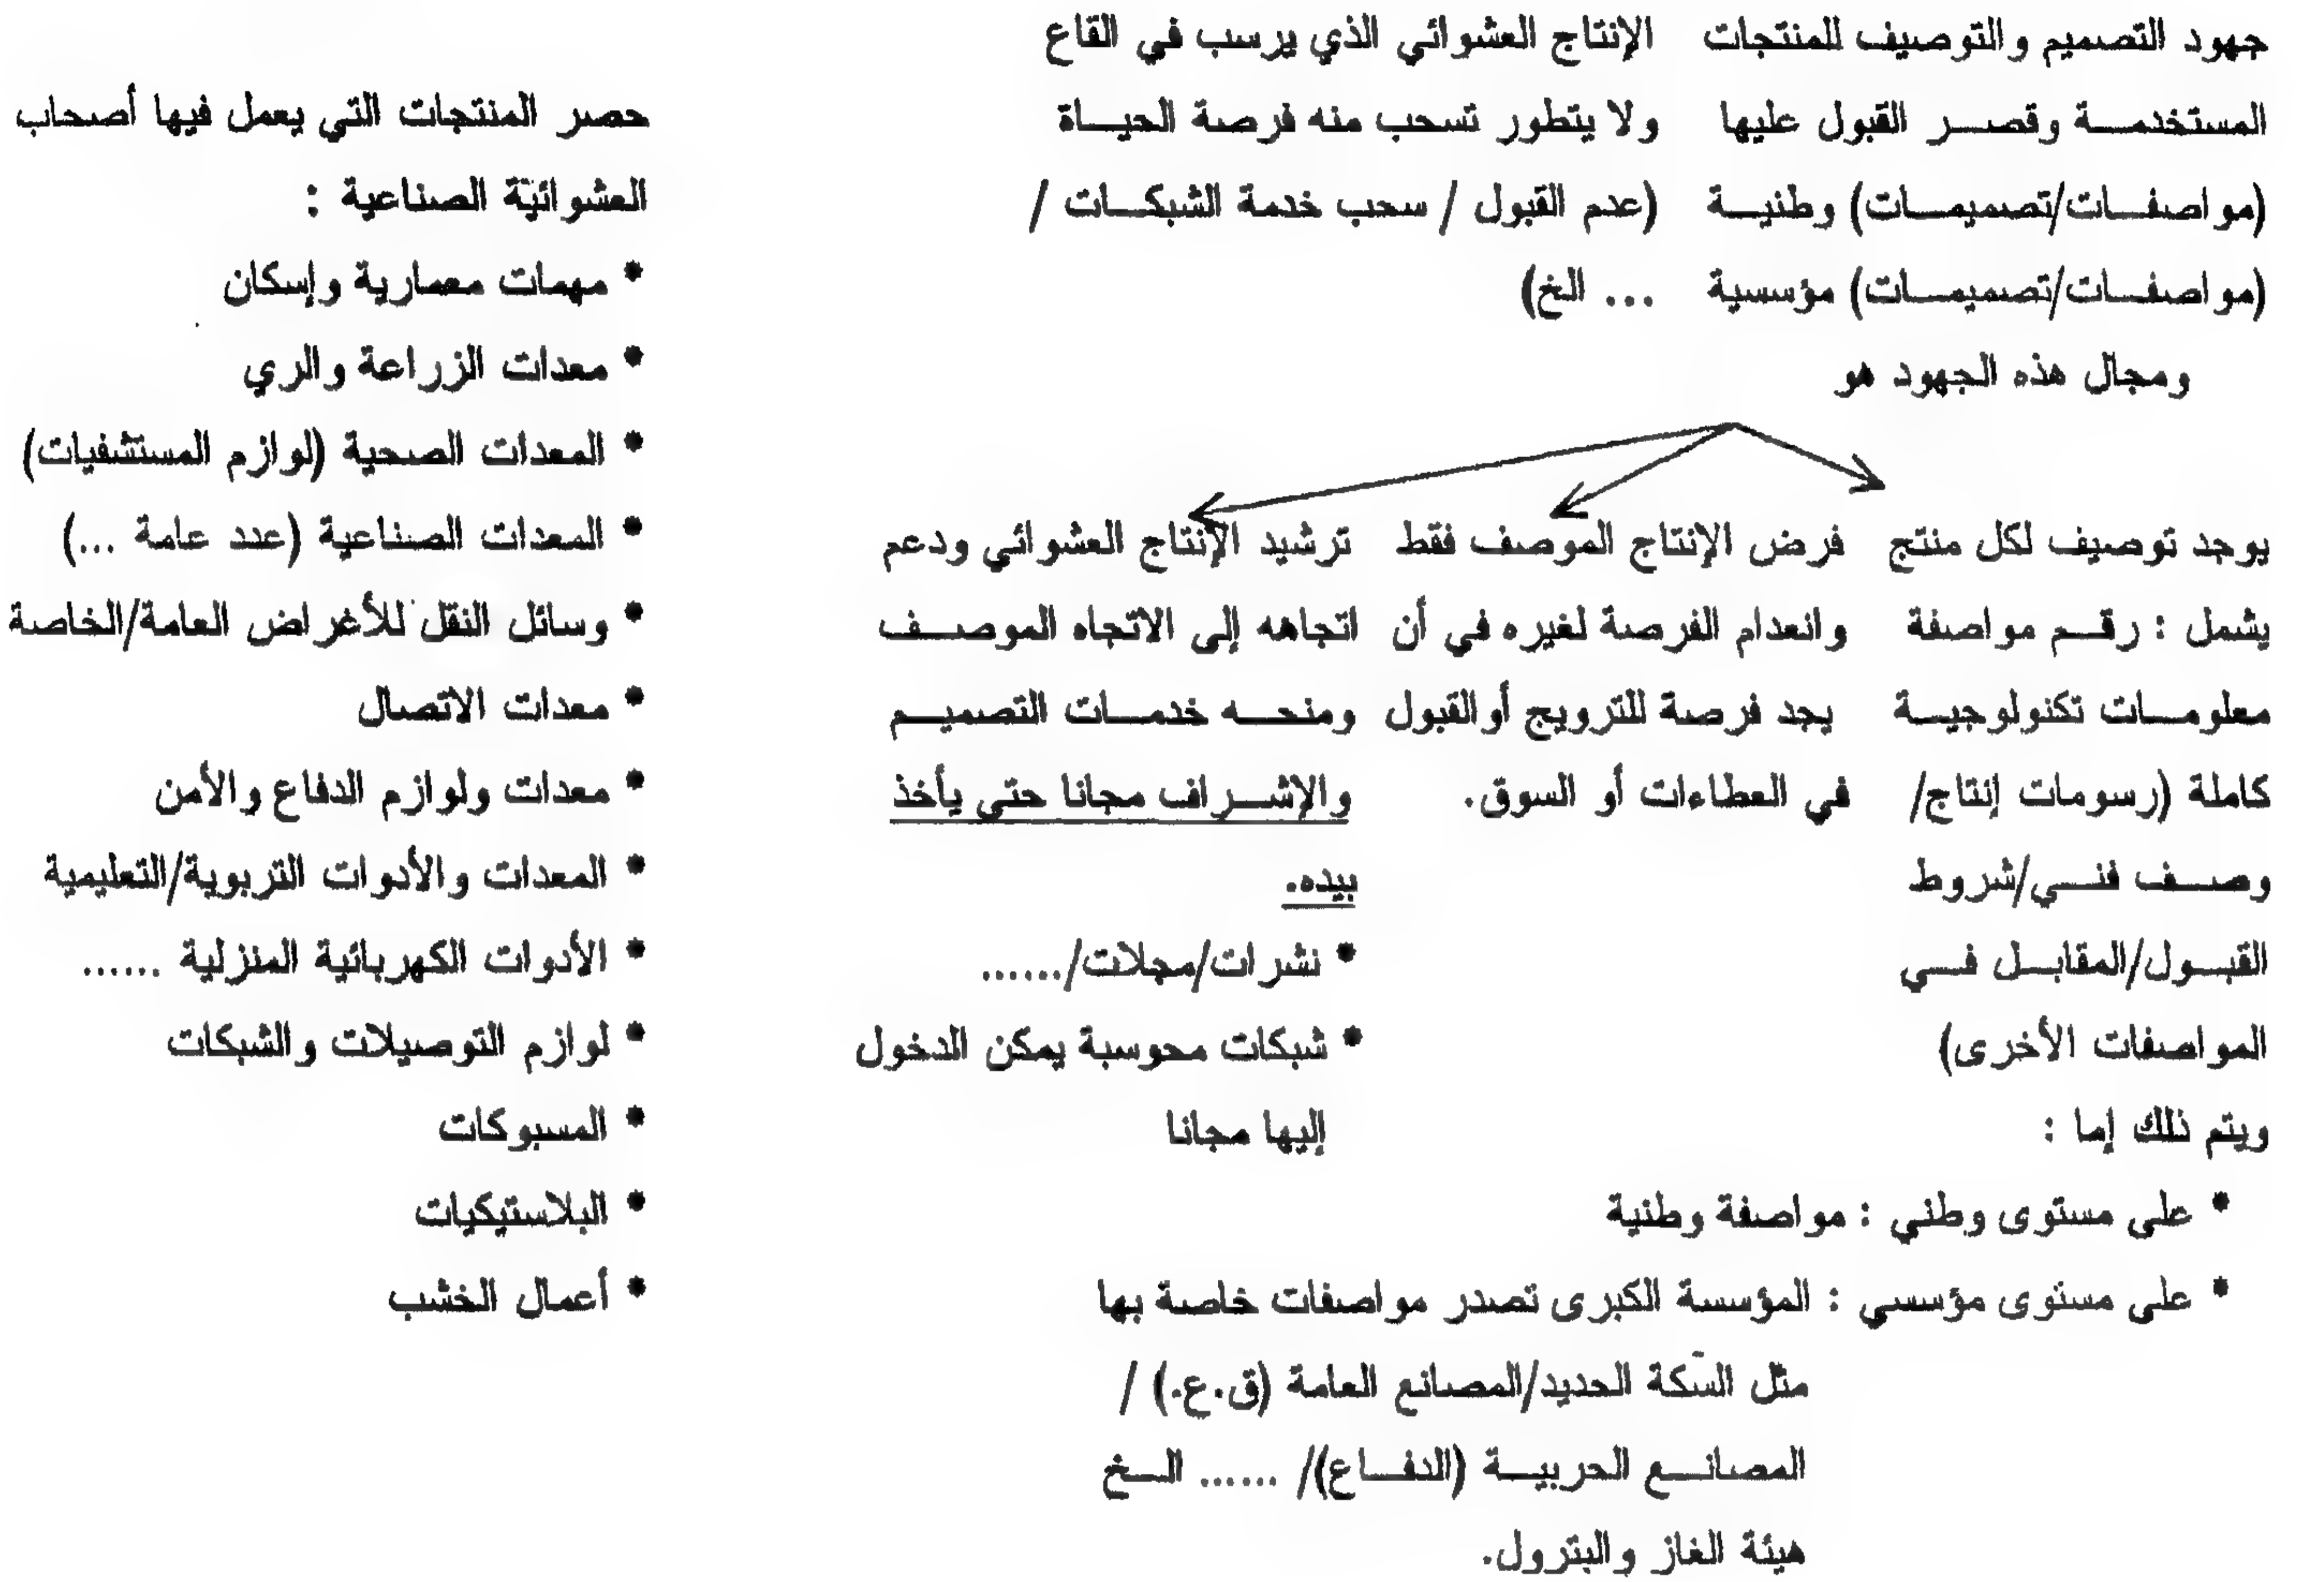 جهود التصميم والتوصيف للمنتجات
المستخدمة وقصر القبول عليها
(مواصفات/تصميمات) وطنية
(مواصفات/تصميمات) مؤسسية
الإنتاج العشوائي الذي يرسب في القاع
ولا يتطور تسحب منه فرصة الحياة
(عدم القبول / سحب خدمة الشبكات /
... الخ)
ومجال هذه الجهود هو
يوجد توصيف لكل منتج
يشمل : رقم مواصفة
معلومات تكنولوجية
كاملة (رسومات إنتاج/
وصف فني/شروط
القبول/المقابل في
المواصفات الأخرى)
ويتم ذلك إما :
فرض الإنتاج الموصف فقط
وانعدام الفرصة لغيره في أن
يجد فرصة للترويج أوالقبول
في العطاءات أو السوق.
ترشيد الإنتاج العشوائي ودعم
اتجاهه إلى الاتجاه الموصف
ومنحه خدمات التصميم
والإشراف مجانا حتى يأخذ
بيده.
* نشرات/مجلات/......
* شبكات محوسبة يمكن الدخول
إليها مجانا
* على مستوى وطني : مواصفة وطنية
* على مستوى مؤسسي : المؤسسة الكبرى تصدر مواصفات خاصة بها
مثل السكة الحديد/المصانع العامة (ق.ع.) /
المصانع الحربية (الدفاع)/ ...... الخ
هيئة الغاز والبترول.
حصر المنتجات التي يعمل فيها أصحاب
العشوائية الصناعية :
* مهمات معمارية وإسكان
* معدات الزراعة والري
* المعدات الصحية (لوازم المستشفيات)
* المعدات الصناعية (عدد عامة ...)
* وسائل النقل للأغراض العامة/الخاصة
* معدات الاتصال
* معدات ولوازم الدفاع والأمن
* المعدات والأدوات التربوية/التعليمية
* الأدوات الكهربائية المنزلية ......
* لوازم التوصيلات والشبكات
* المسبوكات
* البلاستيكيات
* أعمال الخشب